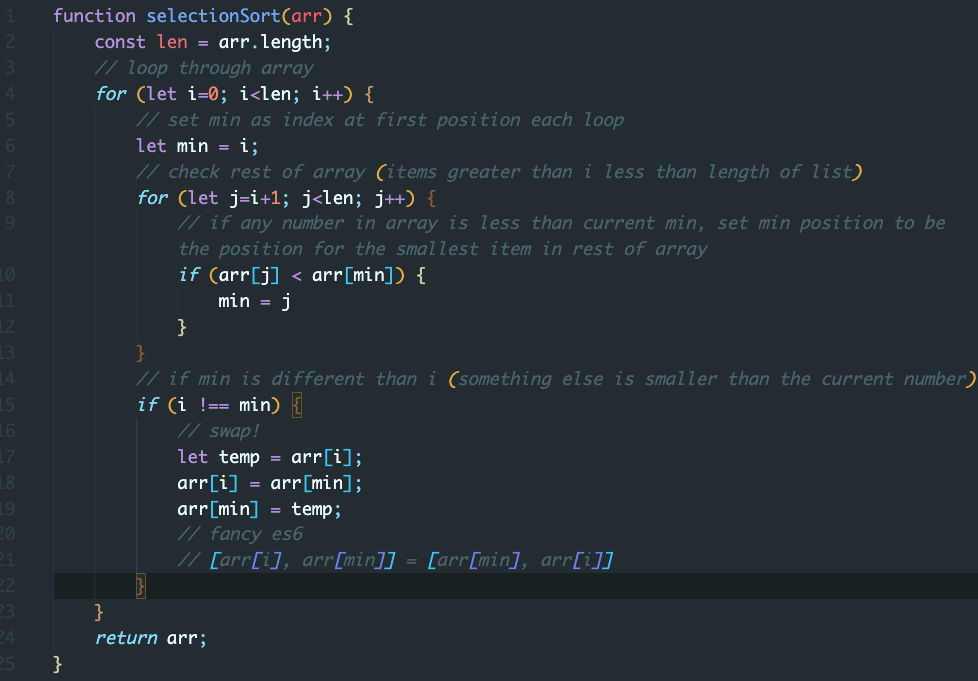 1 function selectionSort(arr) {
2 const len = arr.length;
3 // loop through array
4 for (let i=0; i<len; i++) {
5 // set min as index at first position each loop
6 let min = i;
7 // check rest of array (items greater than i less than length of list)
8 for (let j=i+1; j<len; j++) {
9 // if any number in array is less than current min, set min position to be
the position for the smallest item in rest of array
10 if (arr[j] < arr[min]) {
11 min = j
12 }
13 }
14 // if min is different than i (something else is smaller than the current number)
15 if (i !== min) {
16 // swap!
17 let temp = arr[i];
18 arr[i] = arr[min];
19 arr[min] = temp;
20 // fancy es6
21 // [arr[i], arr[min]] = [arr[min], arr[i]]
22 }
23 }
24 return arr;
25 }